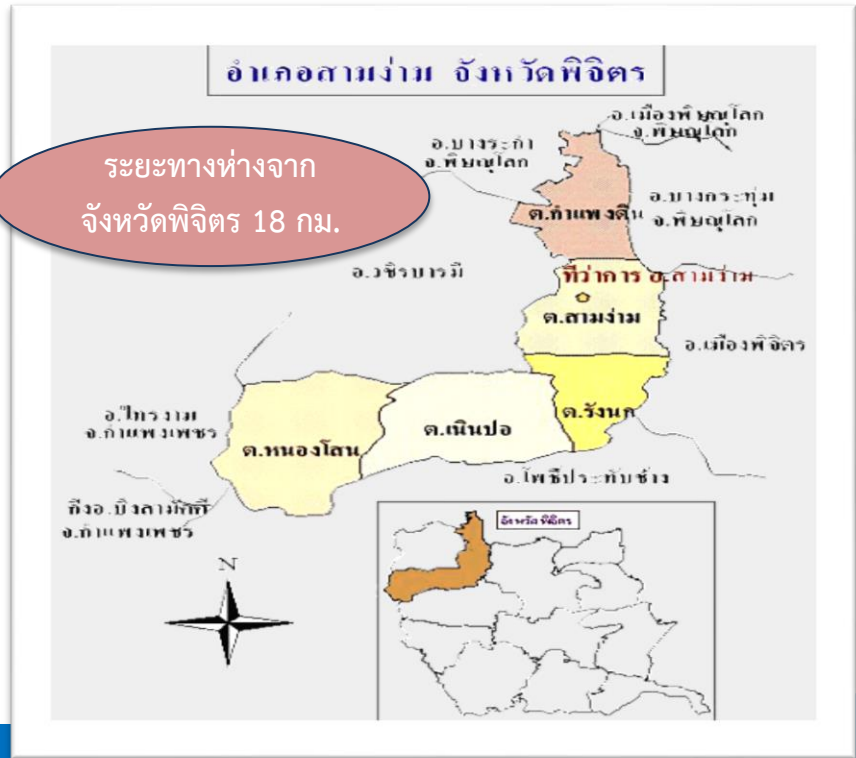 อำเภอสามง่าม จังหวัดพิจิตร
ระยะทางห่างจาก
จังหวัดพิจิตร 18 กม.
อ.เมืองพิษณุโลก
จ.พิษณุโลก
อ.บางระกำ
จ.พิษณุโลก
อ.บางกระทุ่ม
จ.พิษณุโลก
ต.กำแพงดิน
อ.วชิรบารมี
ที่ว่าการ อ.สามง่าม
ต.สามง่าม
อ.เมืองพิจิตร
อ.ไทรงาม
จ.กำแพงเพชร
ต.รังนก
ต.เนินปอ
ต.หนองโสน
อ.โพธิ์ประทับช้าง
กิ่งอ.บึงสามัคคี
จ.กำแพงเพชร
จังหวัดพิจิตร
N